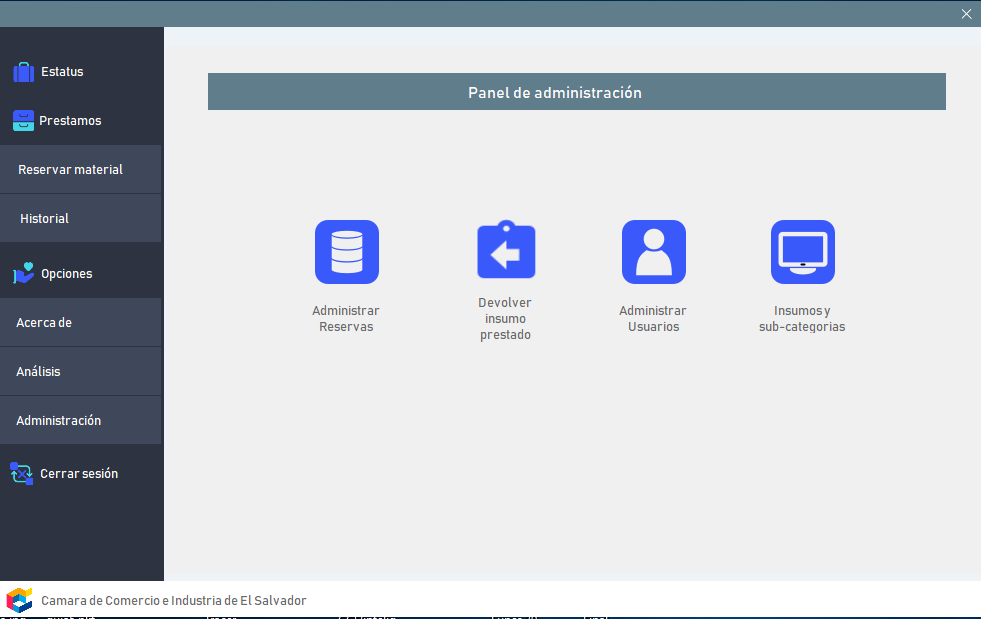 Estatus
Prestamos
Reservar material
Historial
Opciones
Acerca de
Análisis
Administración
Cerrar sesión
Panel de administración
Administrar
Reservas
Devolver
insumo
prestado
Administrar
Usuarios
Insumos y
sub-categorias
Camara de Comercio e Industria de El Salvador